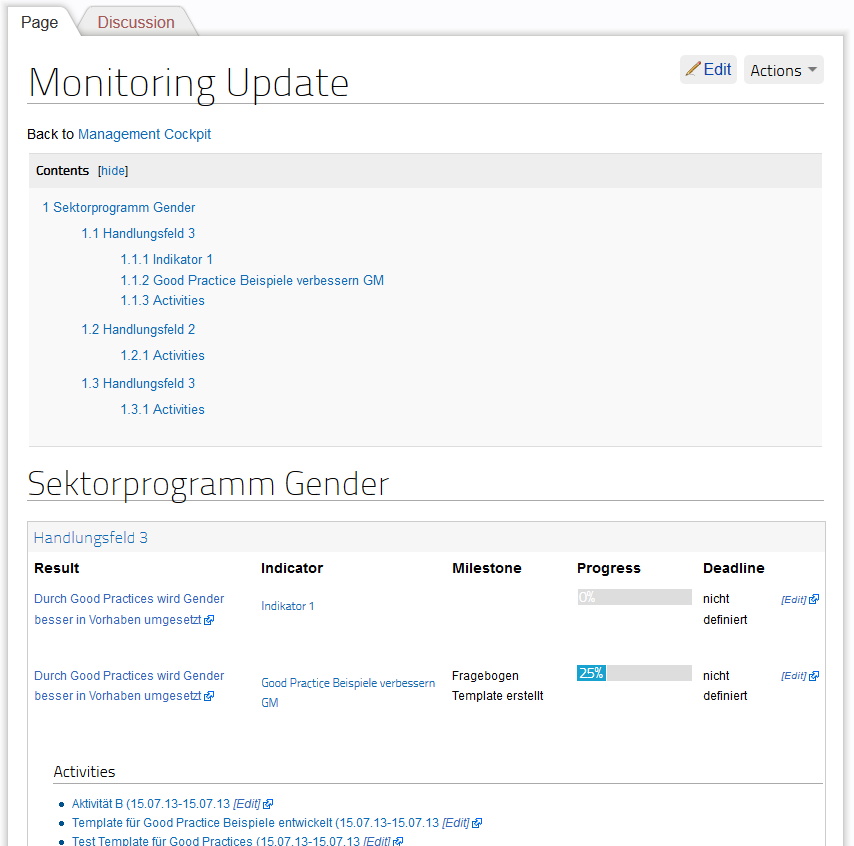 Page Discussion
Edit Actions
Monitoring Update
Back to Management Cockpit
Contents [hide]
1 Sektorprogramm Gender
1.1 Handlungsfeld 3
1.1.1 Indikator 1
1.1.2 Good Practice Beispiele verbessern GM
1.1.3 Activities
1.2 Handlungsfeld 2
1.2.1 Activities
1.3 Handlungsfeld 3
1.3.1 Activities
Sektorprogramm Gender
Handlungsfeld 3
Result Indicator Milestone Progress Deadline
Durch Good Practices wird Gender Indikator 1 0% nicht [Edit]
besser in Vorhaben umgesetzt definiert
Durch Good Practices wird Gender Good Practice Beispiele verbessern Fragebogen 25% nicht [Edit]
besser in Vorhaben umgesetzt GM Template erstellt definiert
Activities
Aktivität B (15.07.13-15.07.13 [Edit]
Template für Good Practice Beispiele entwickelt (15.07.13-15.07.13 [Edit]
Test Template für Good Practices (15.07.13-15.07.13 [Edit]